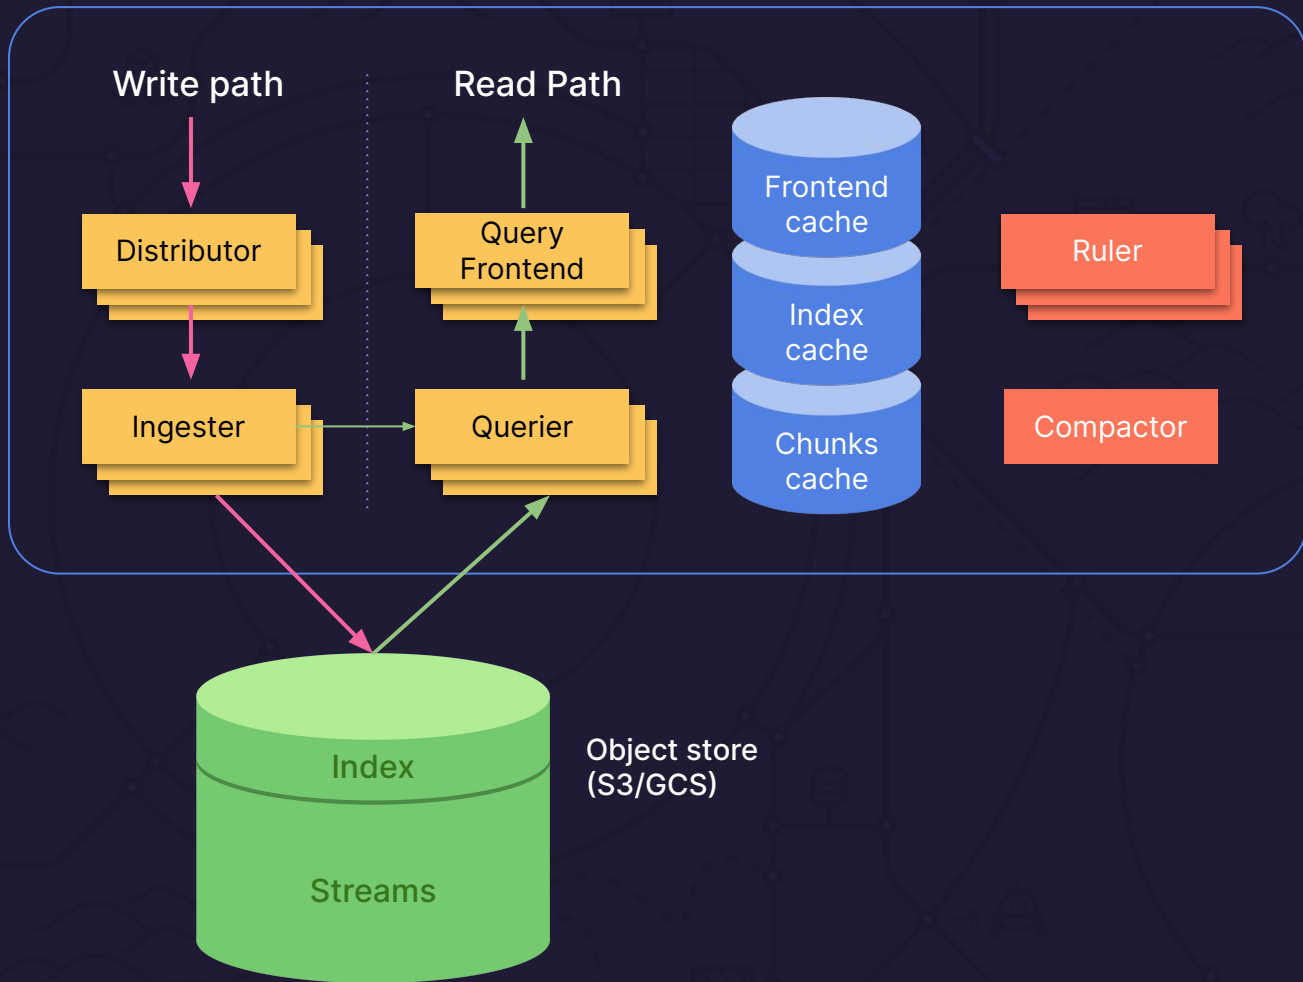 Write path
Read Path
Distributor
Query
Frontend
Frontend
cache
Ruler
Index
cache
Ingester
Querier
Chunks
cache
Compactor
Index
Object store
(S3/GCS)
Streams